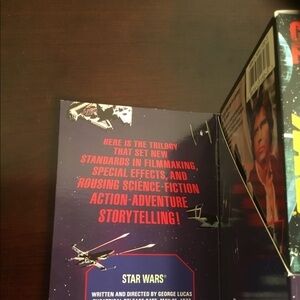 HERE IS THE TRILOGY
THAT SET NEW
STANDARDS IN FILMMAKING,
SPECIAL EFFECTS, AND
ROUSING SCIENCE-FICTION
ACTION-ADVENTURE
STORYTELLING!
STAR WARS
WRITTEN AND DIRECTED BY GEORGE LUCAS